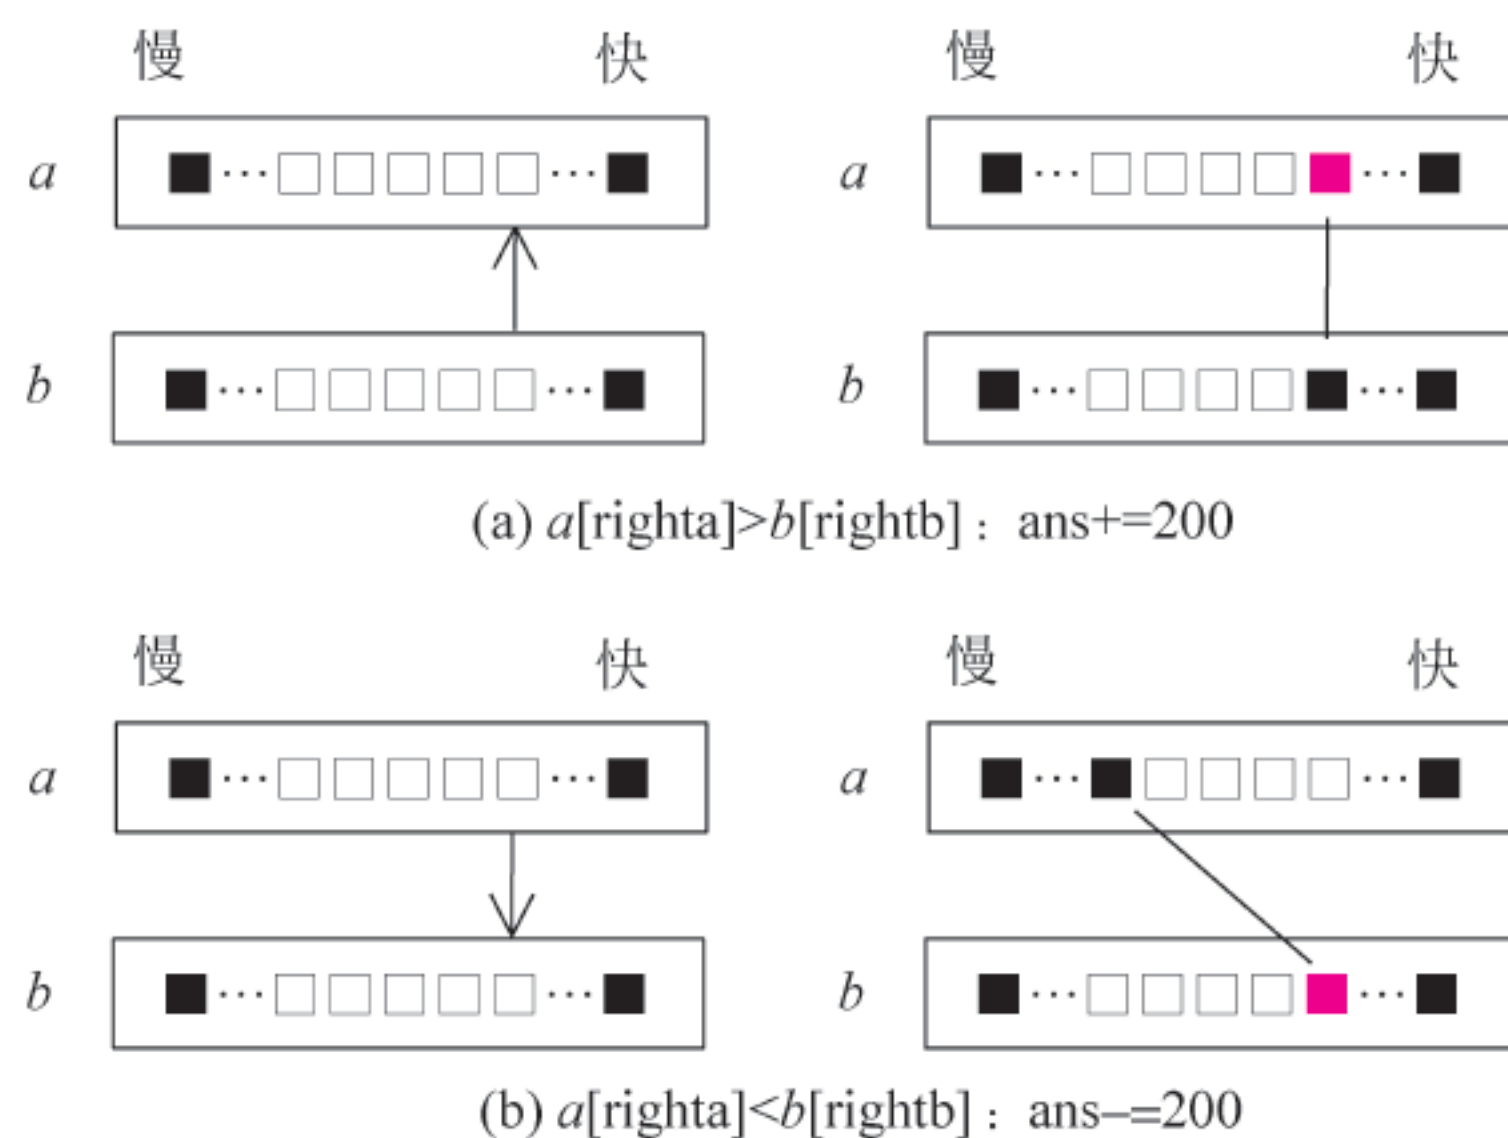 慢 快 慢 快
a ··· ··· a ··· ···
b ··· ··· b ··· ···
(a) a[righta]>b[rightb]：ans+=200
慢 快 慢 快
a ··· ··· a ··· ···
b ··· ··· b ··· ···
(b) a[righta]<b[rightb]：ans–=200